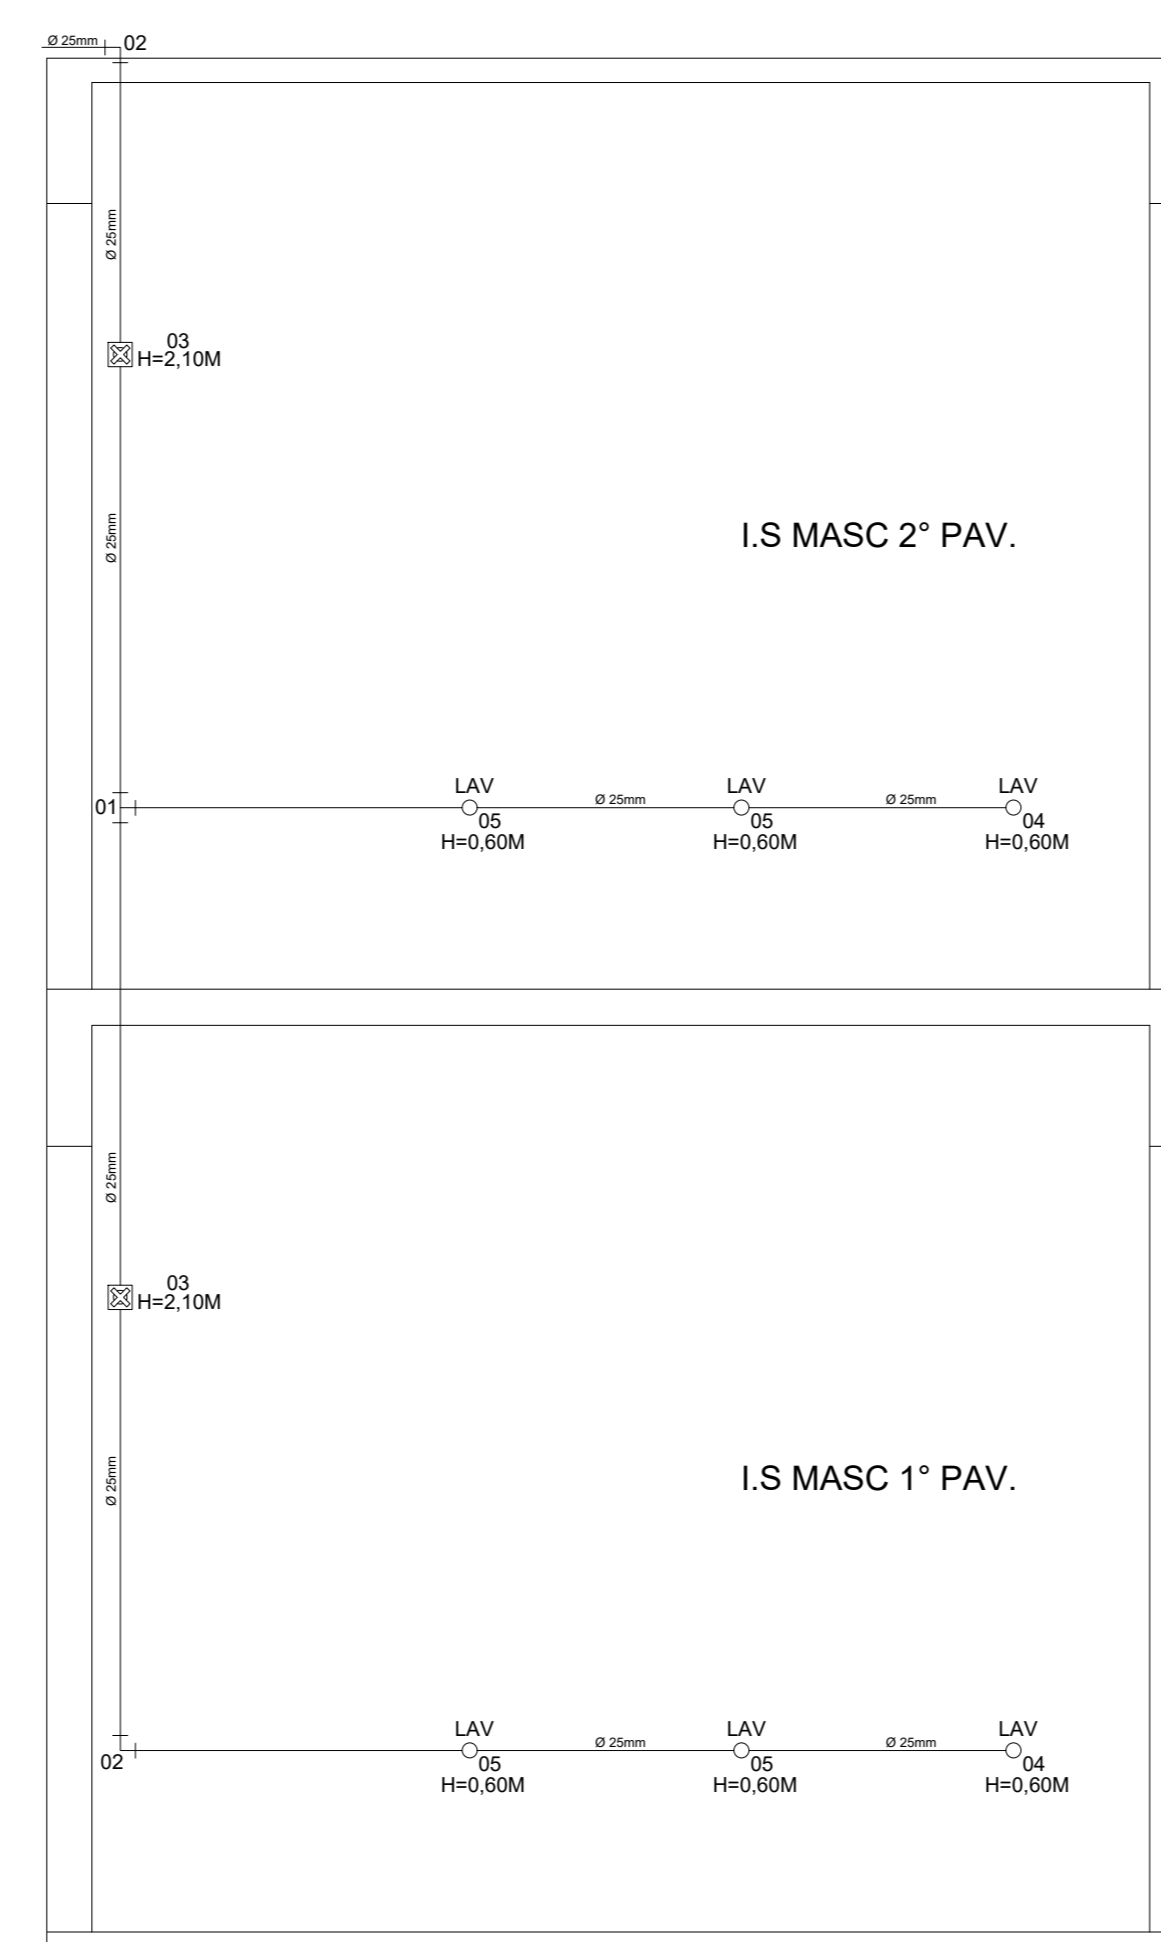 Ø 25mm 02
Ø 25mm
03
H=2,10M
Ø 25mm
I.S MASC 2° PAV.
LAV LAV LAV
01 Ø 25mm Ø 25mm
05 05 04
H=0,60M H=0,60M H=0,60M
Ø 25mm
03
H=2,10M
Ø 25mm
I.S MASC 1° PAV.
LAV LAV LAV
Ø 25mm Ø 25mm
02 05 05 04
H=0,60M H=0,60M H=0,60M